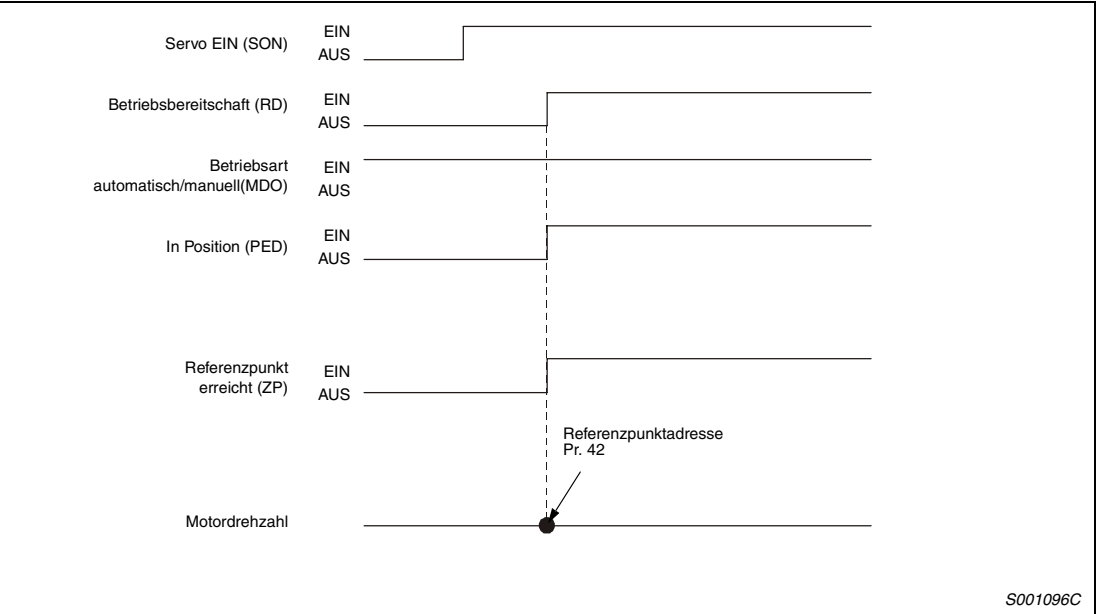 Servo EIN (SON)
EIN
AUS
Betriebsbereitschaft (RD)
EIN
AUS
Betriebsart
automatisch/manuell(MDO)
EIN
AUS
In Position (PED)
EIN
AUS
Referenzpunkt
erreicht (ZP)
EIN
AUS
Referenzpunktadresse
Pr. 42
Motordrehzahl
S001096C